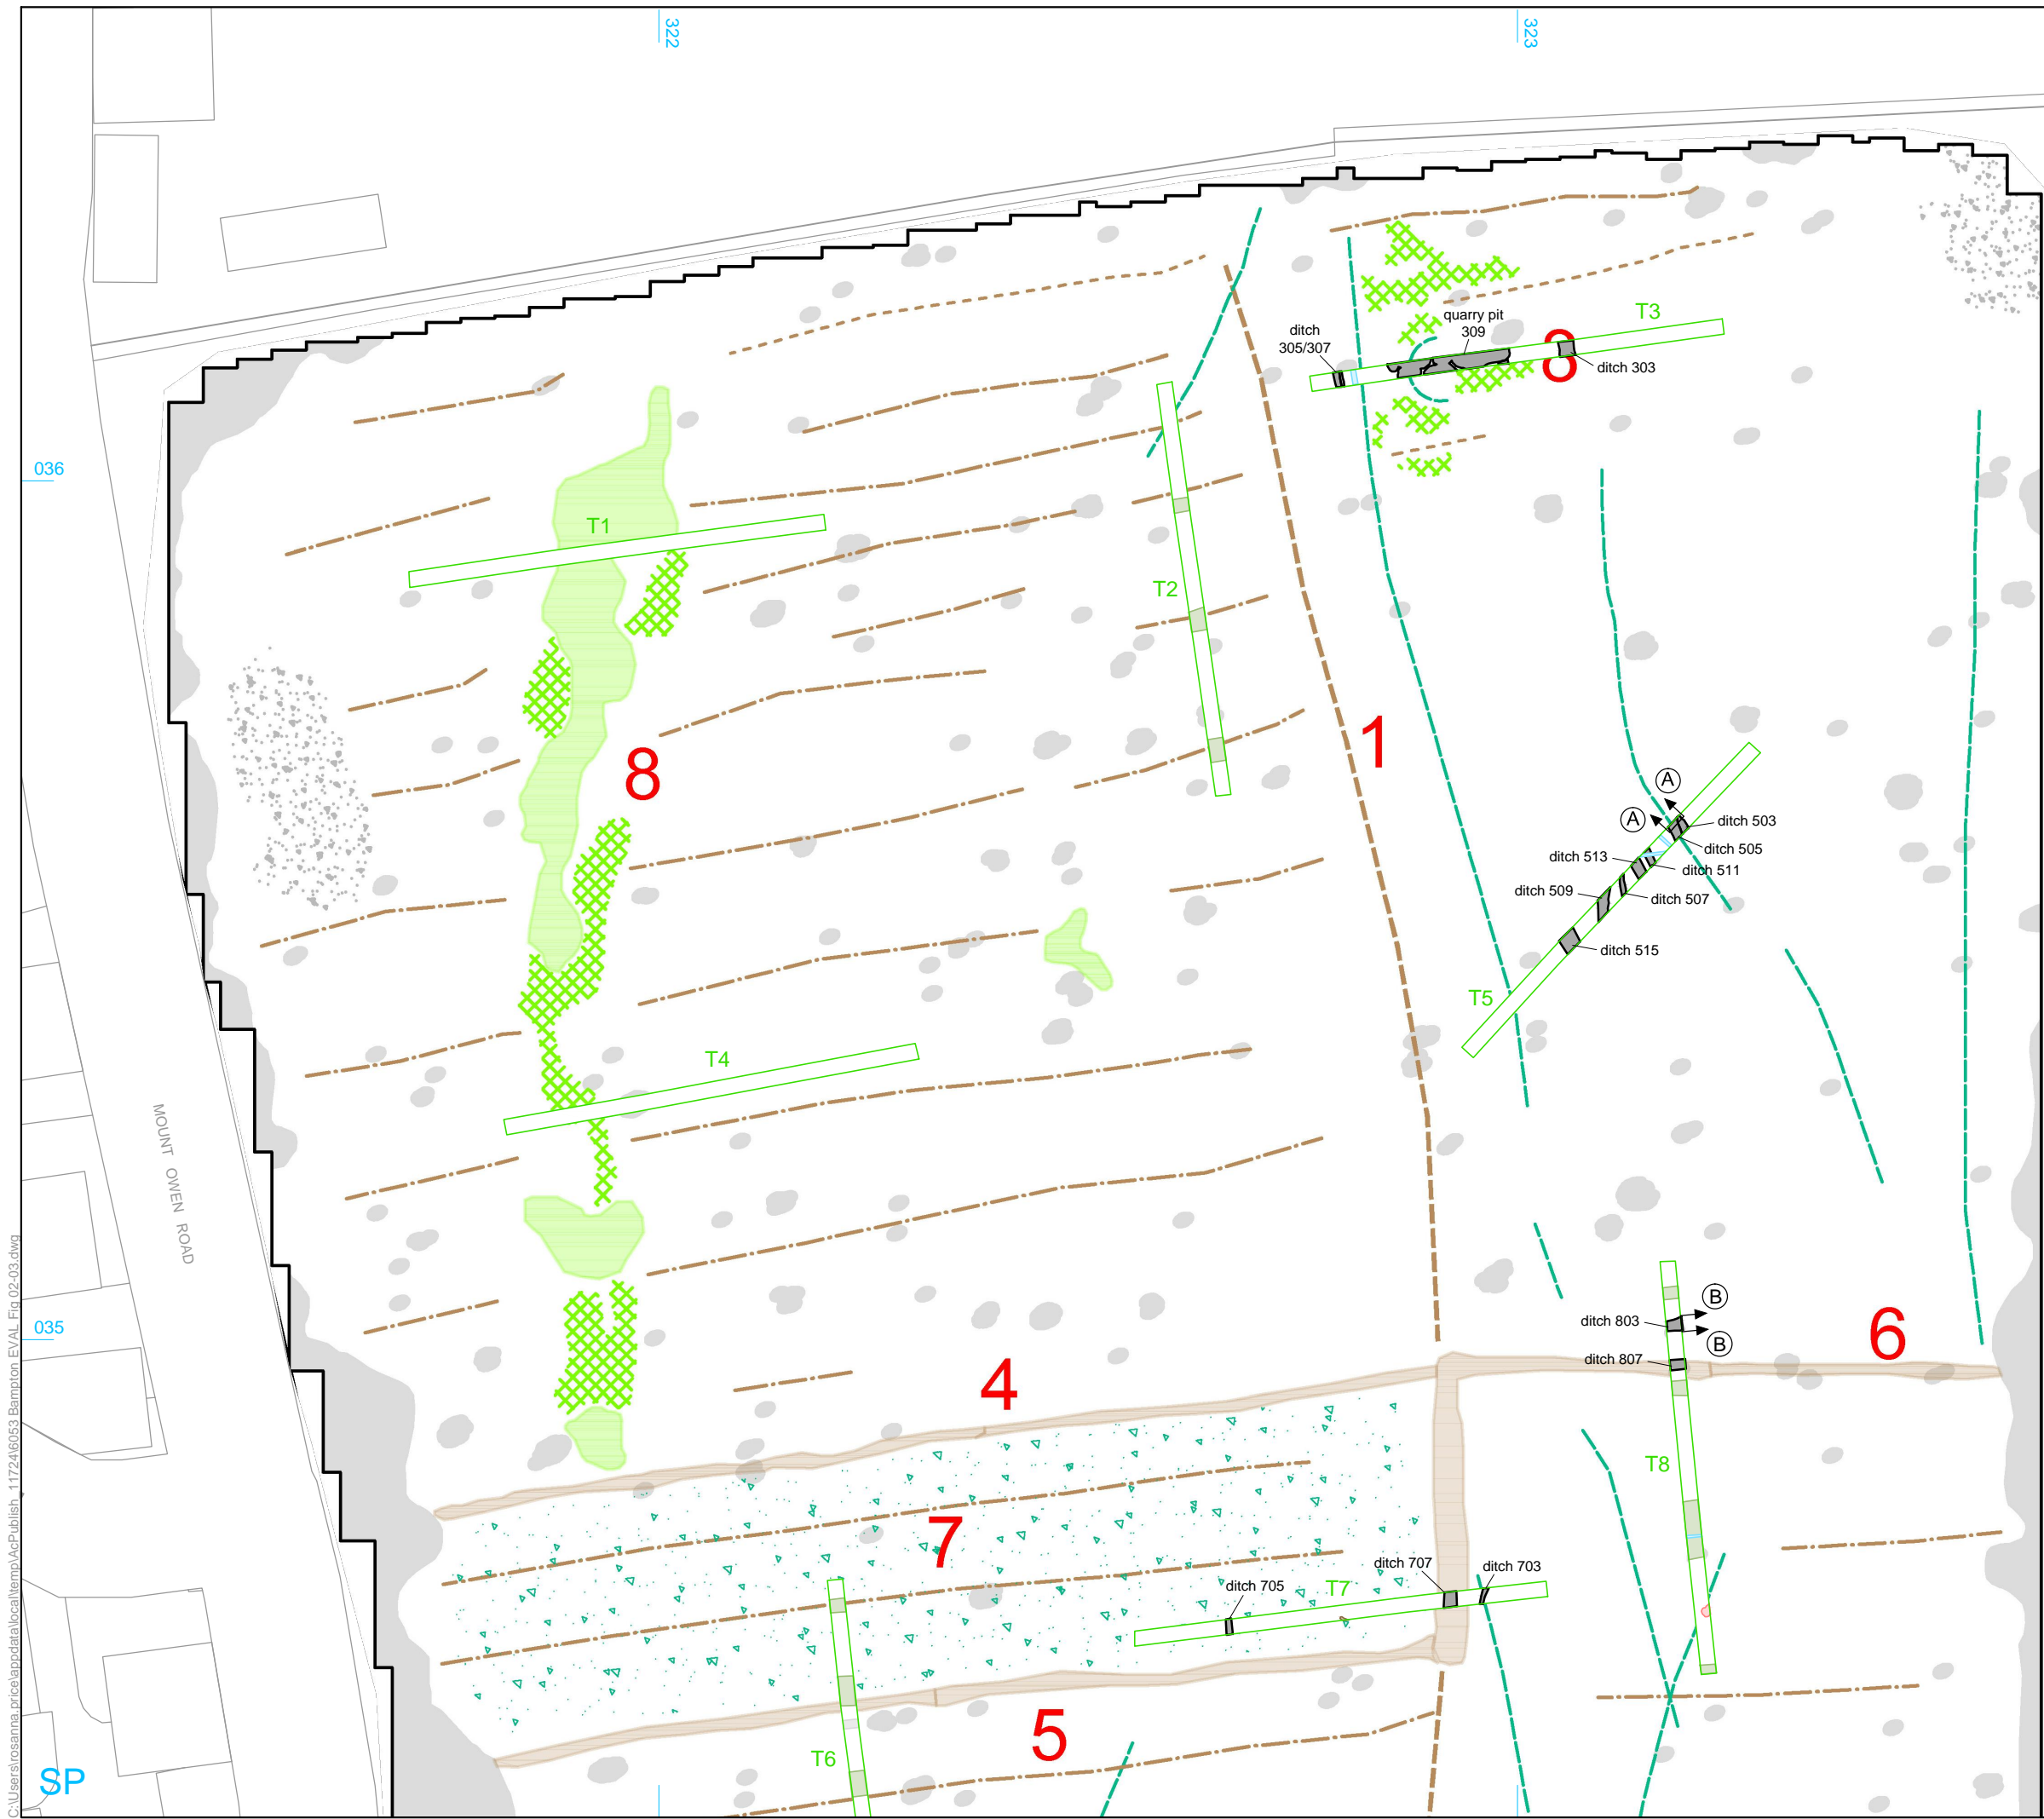 322
323
036
035
SP
MOUNT OWEN ROAD
C:\Users\rosanna.price\appdata\local\temp\AcPublish_11724\6053 Bampton EVAL Fig 02-03.dwg
T1
T2
T3
8
ditch
305/307
quarry pit
309
ditch 303
8
1
A
A
ditch 503
ditch 505
ditch 513
ditch 511
ditch 509
ditch 507
ditch 515
T5
T4
B
ditch 803
B
ditch 807
6
4
T8
7
ditch 707
ditch 703
ditch 705
T7
5
T6